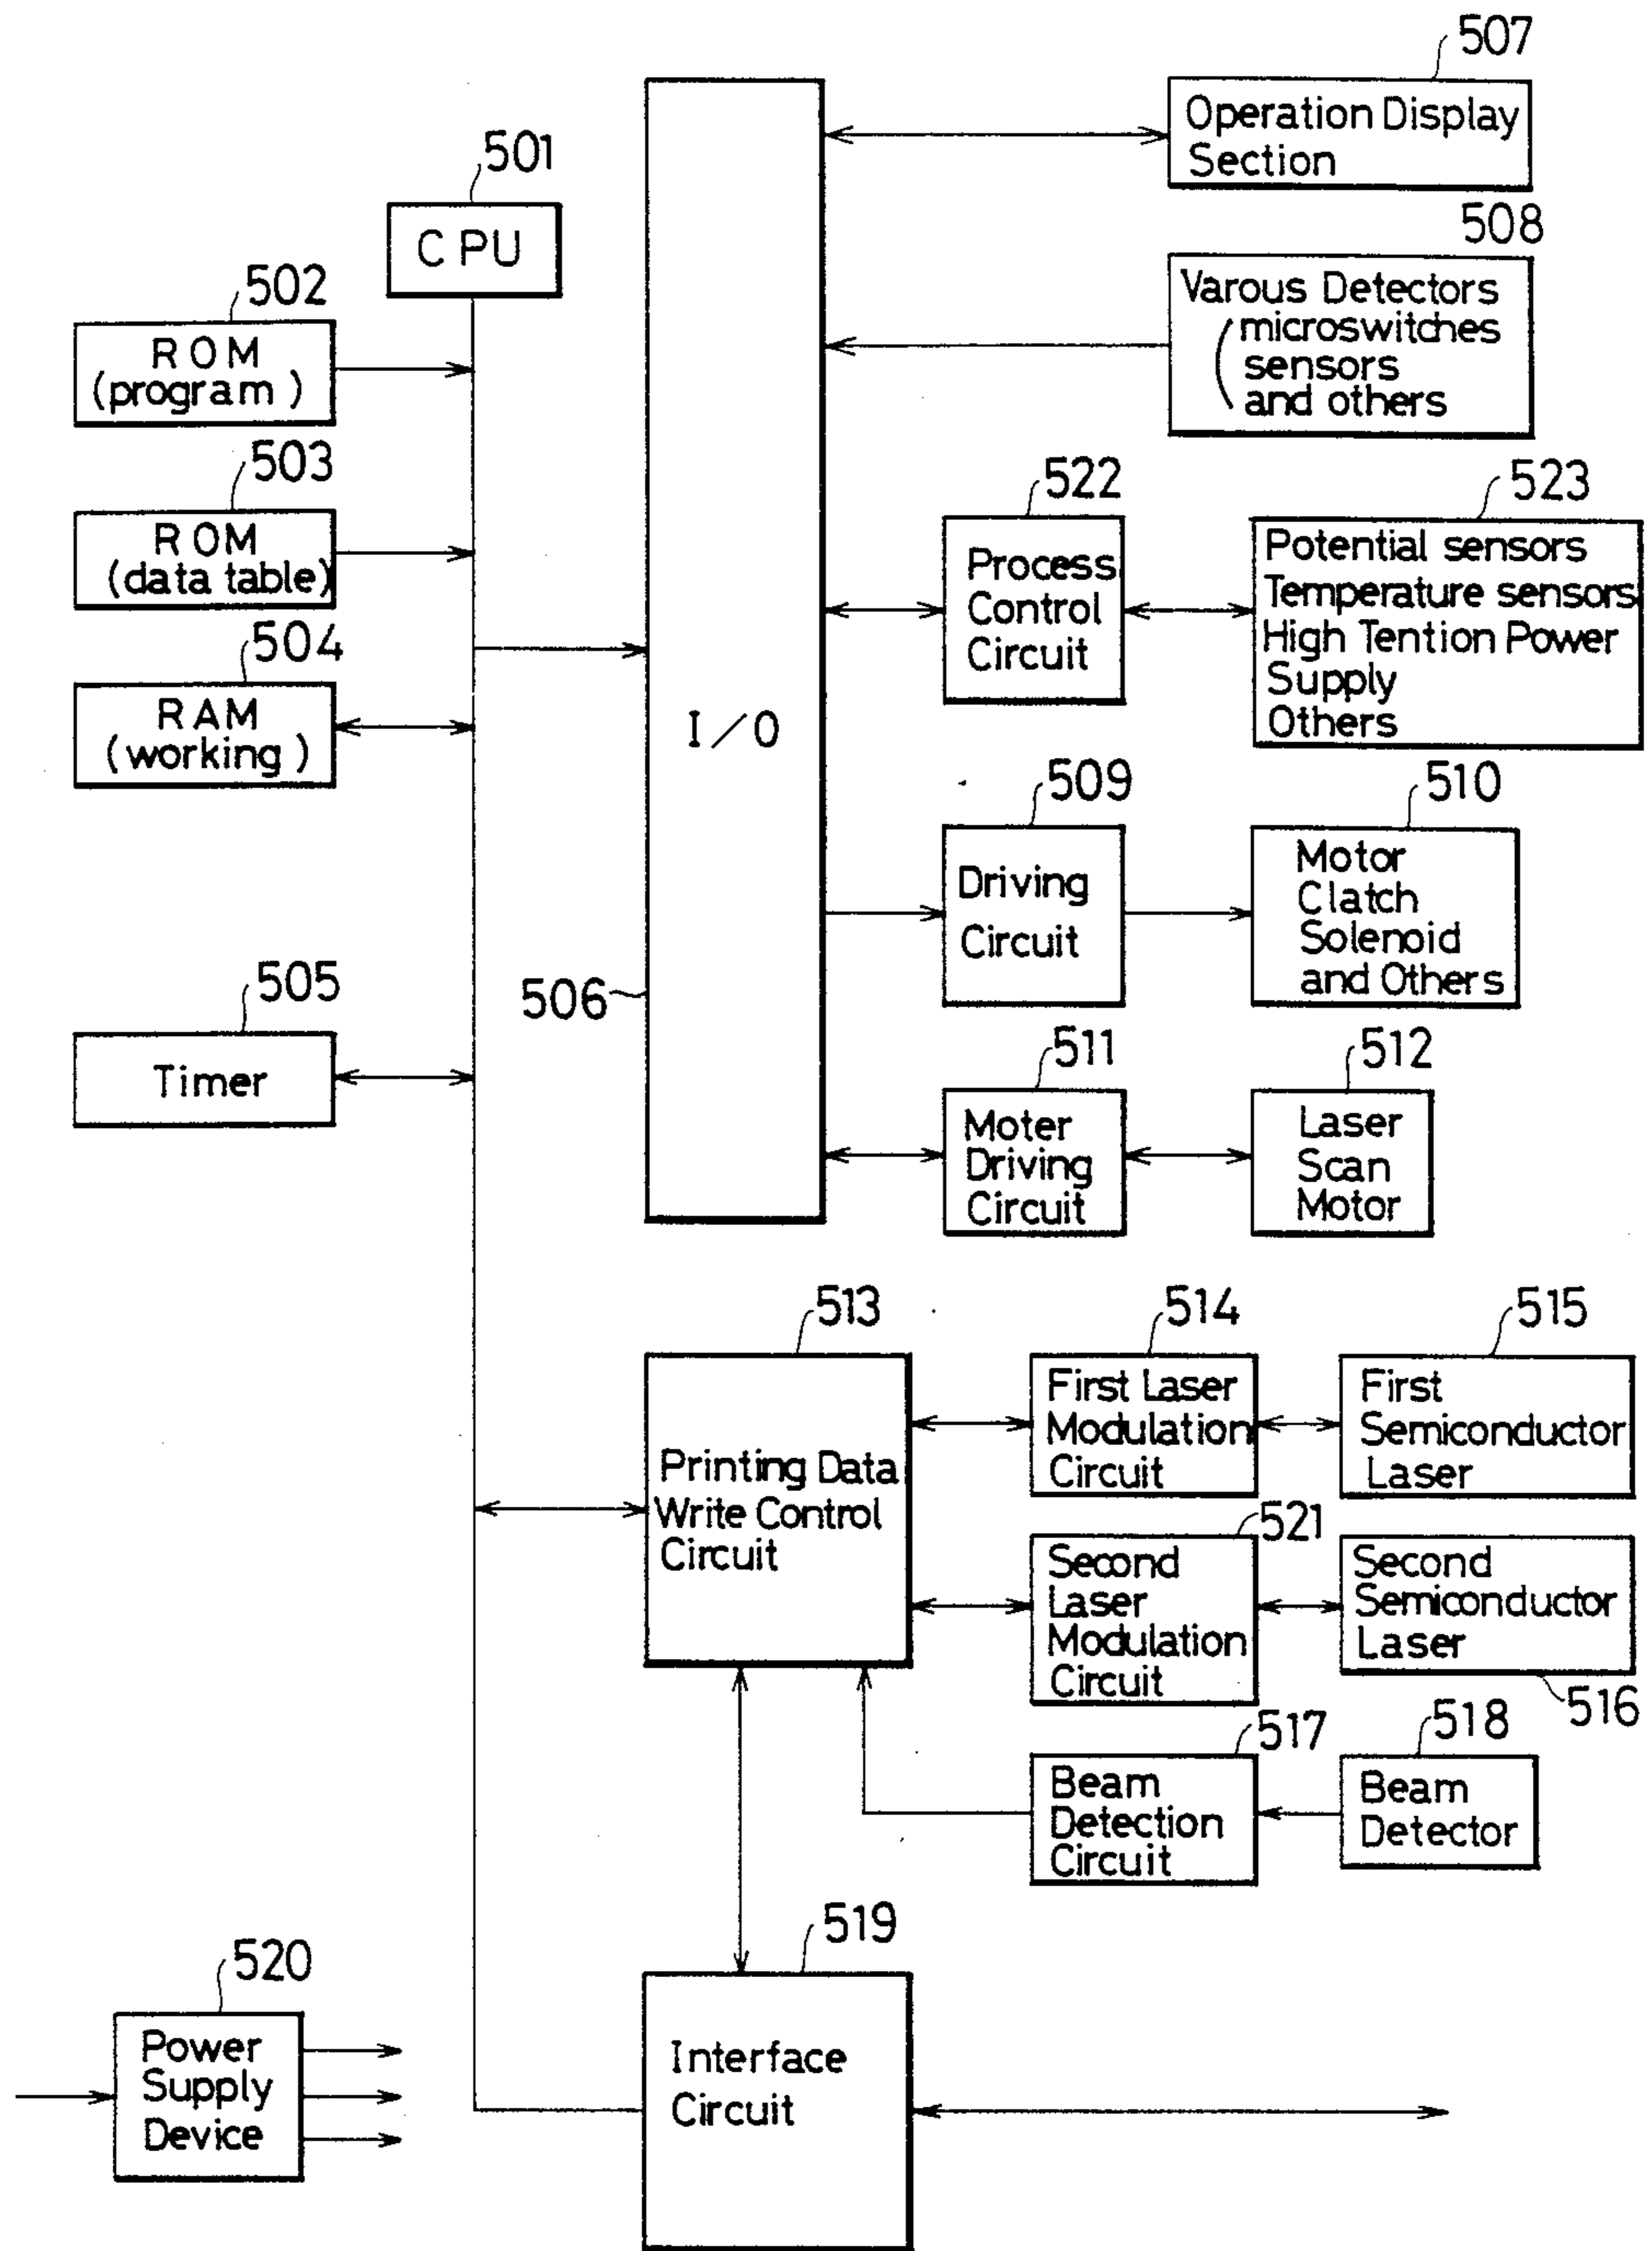 507
Operation Display
Section
501
CPU
508
Varous Detectors
microswitches
sensors
and others
502
ROM
(program)
503
ROM
(data table)
522
Process
Control
Circuit
523
Potential sensors
Temperature sensors
High Tention Power
Supply
Others
504
RAM
(working)
I/O
506
509
Driving
Circuit
510
Motor
Clatch
Solenoid
and Others
505
Timer
511
Moter
Driving
Circuit
512
Laser
Scan
Motor
513
Printing Data
Write Control
Circuit
514
First Laser
Modulation
Circuit
515
First
Semiconductor
Laser
521
Second
Laser
Modulation
Circuit
Second
Semiconductor
Laser
516
517
Beam
Detection
Circuit
518
Beam
Detector
519
Interface
Circuit
520
Power
Supply
Device